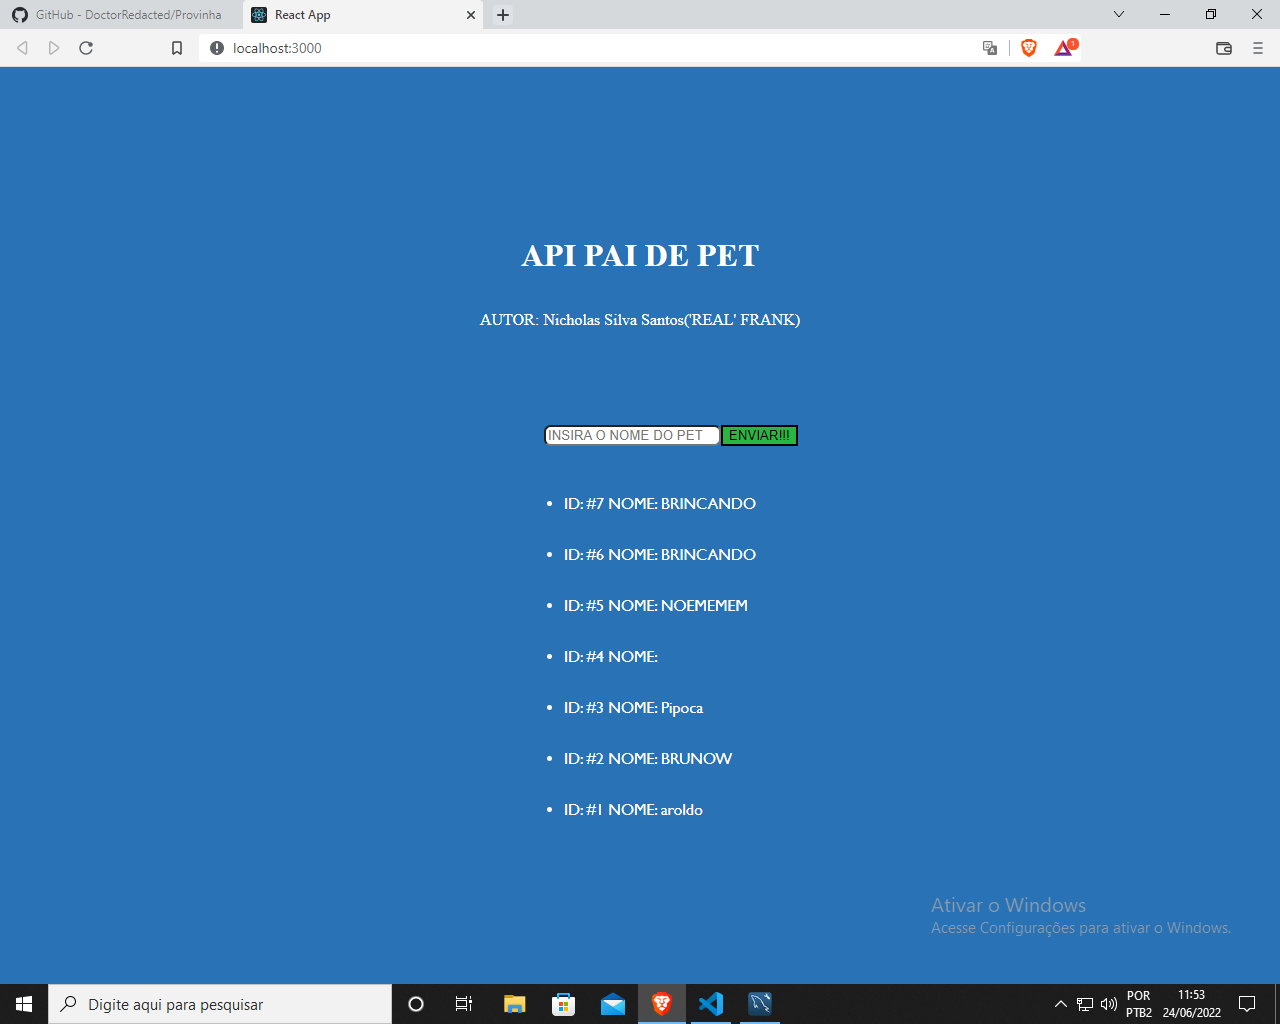 GitHub - DoctorRedacted/Provinha
React App
localhost:3000
1
API PAI DE PET
AUTOR: Nicholas Silva Santos('REAL' FRANK)
INSIRA O NOME DO PET
ENVIAR!!!
ID: #7 NOME: BRINCANDO
ID: #6 NOME: BRINCANDO
ID: #5 NOME: NOEMEMEM
ID: #4 NOME:
ID: #3 NOME: Pipoca
ID: #2 NOME: BRUNOW
ID: #1 NOME: aroldo
Ativar o Windows
Acesse Configurações para ativar o Windows.
Digite aqui para pesquisar
POR
PTB2
11:53
24/06/2022